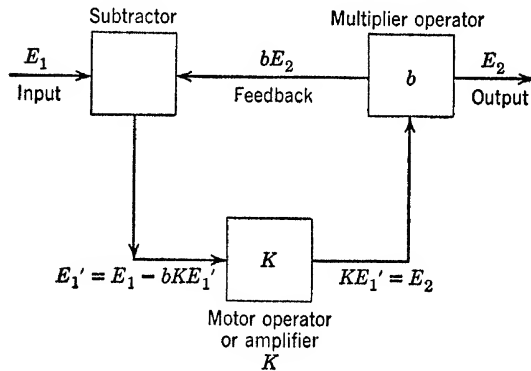 Subtractor
Multiplier operator
E₁
Input
bE₂
Feedback
b
E₂
Output
E₁′ = E₁ – bKE₁′
K
KE₁′ = E₂
Motor operator
or amplifier
K